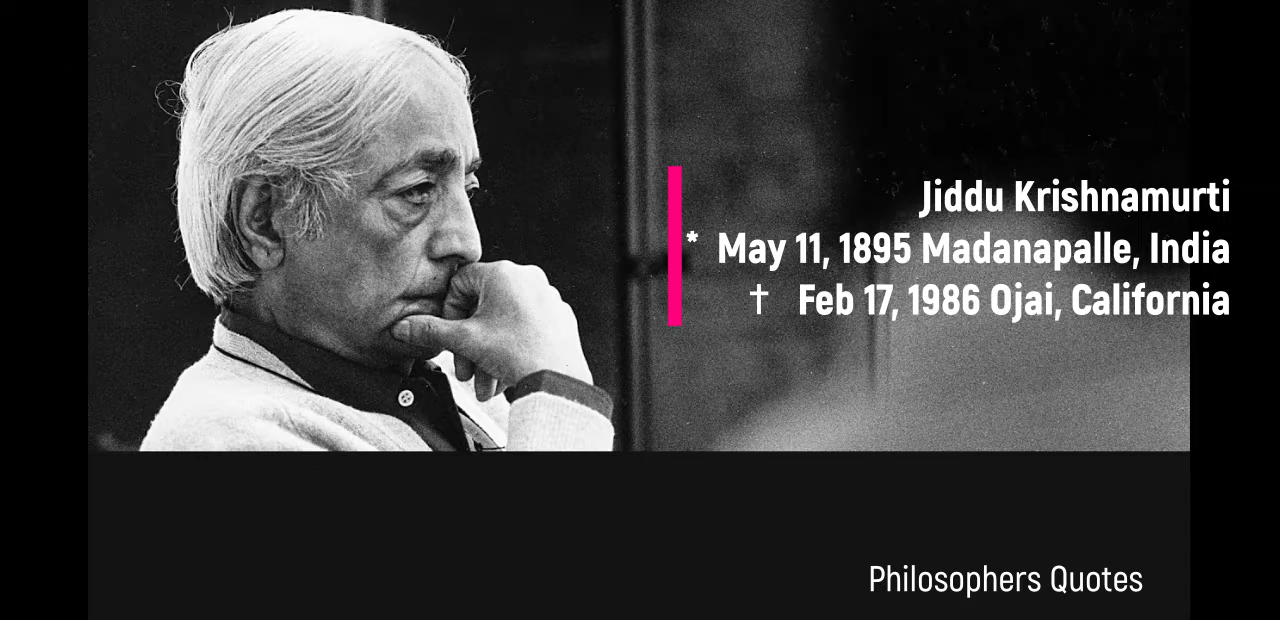 Jiddu Krishnamurti
* May 11, 1895 Madanapalle, India
† Feb 17, 1986 Ojai, California
Philosophers Quotes